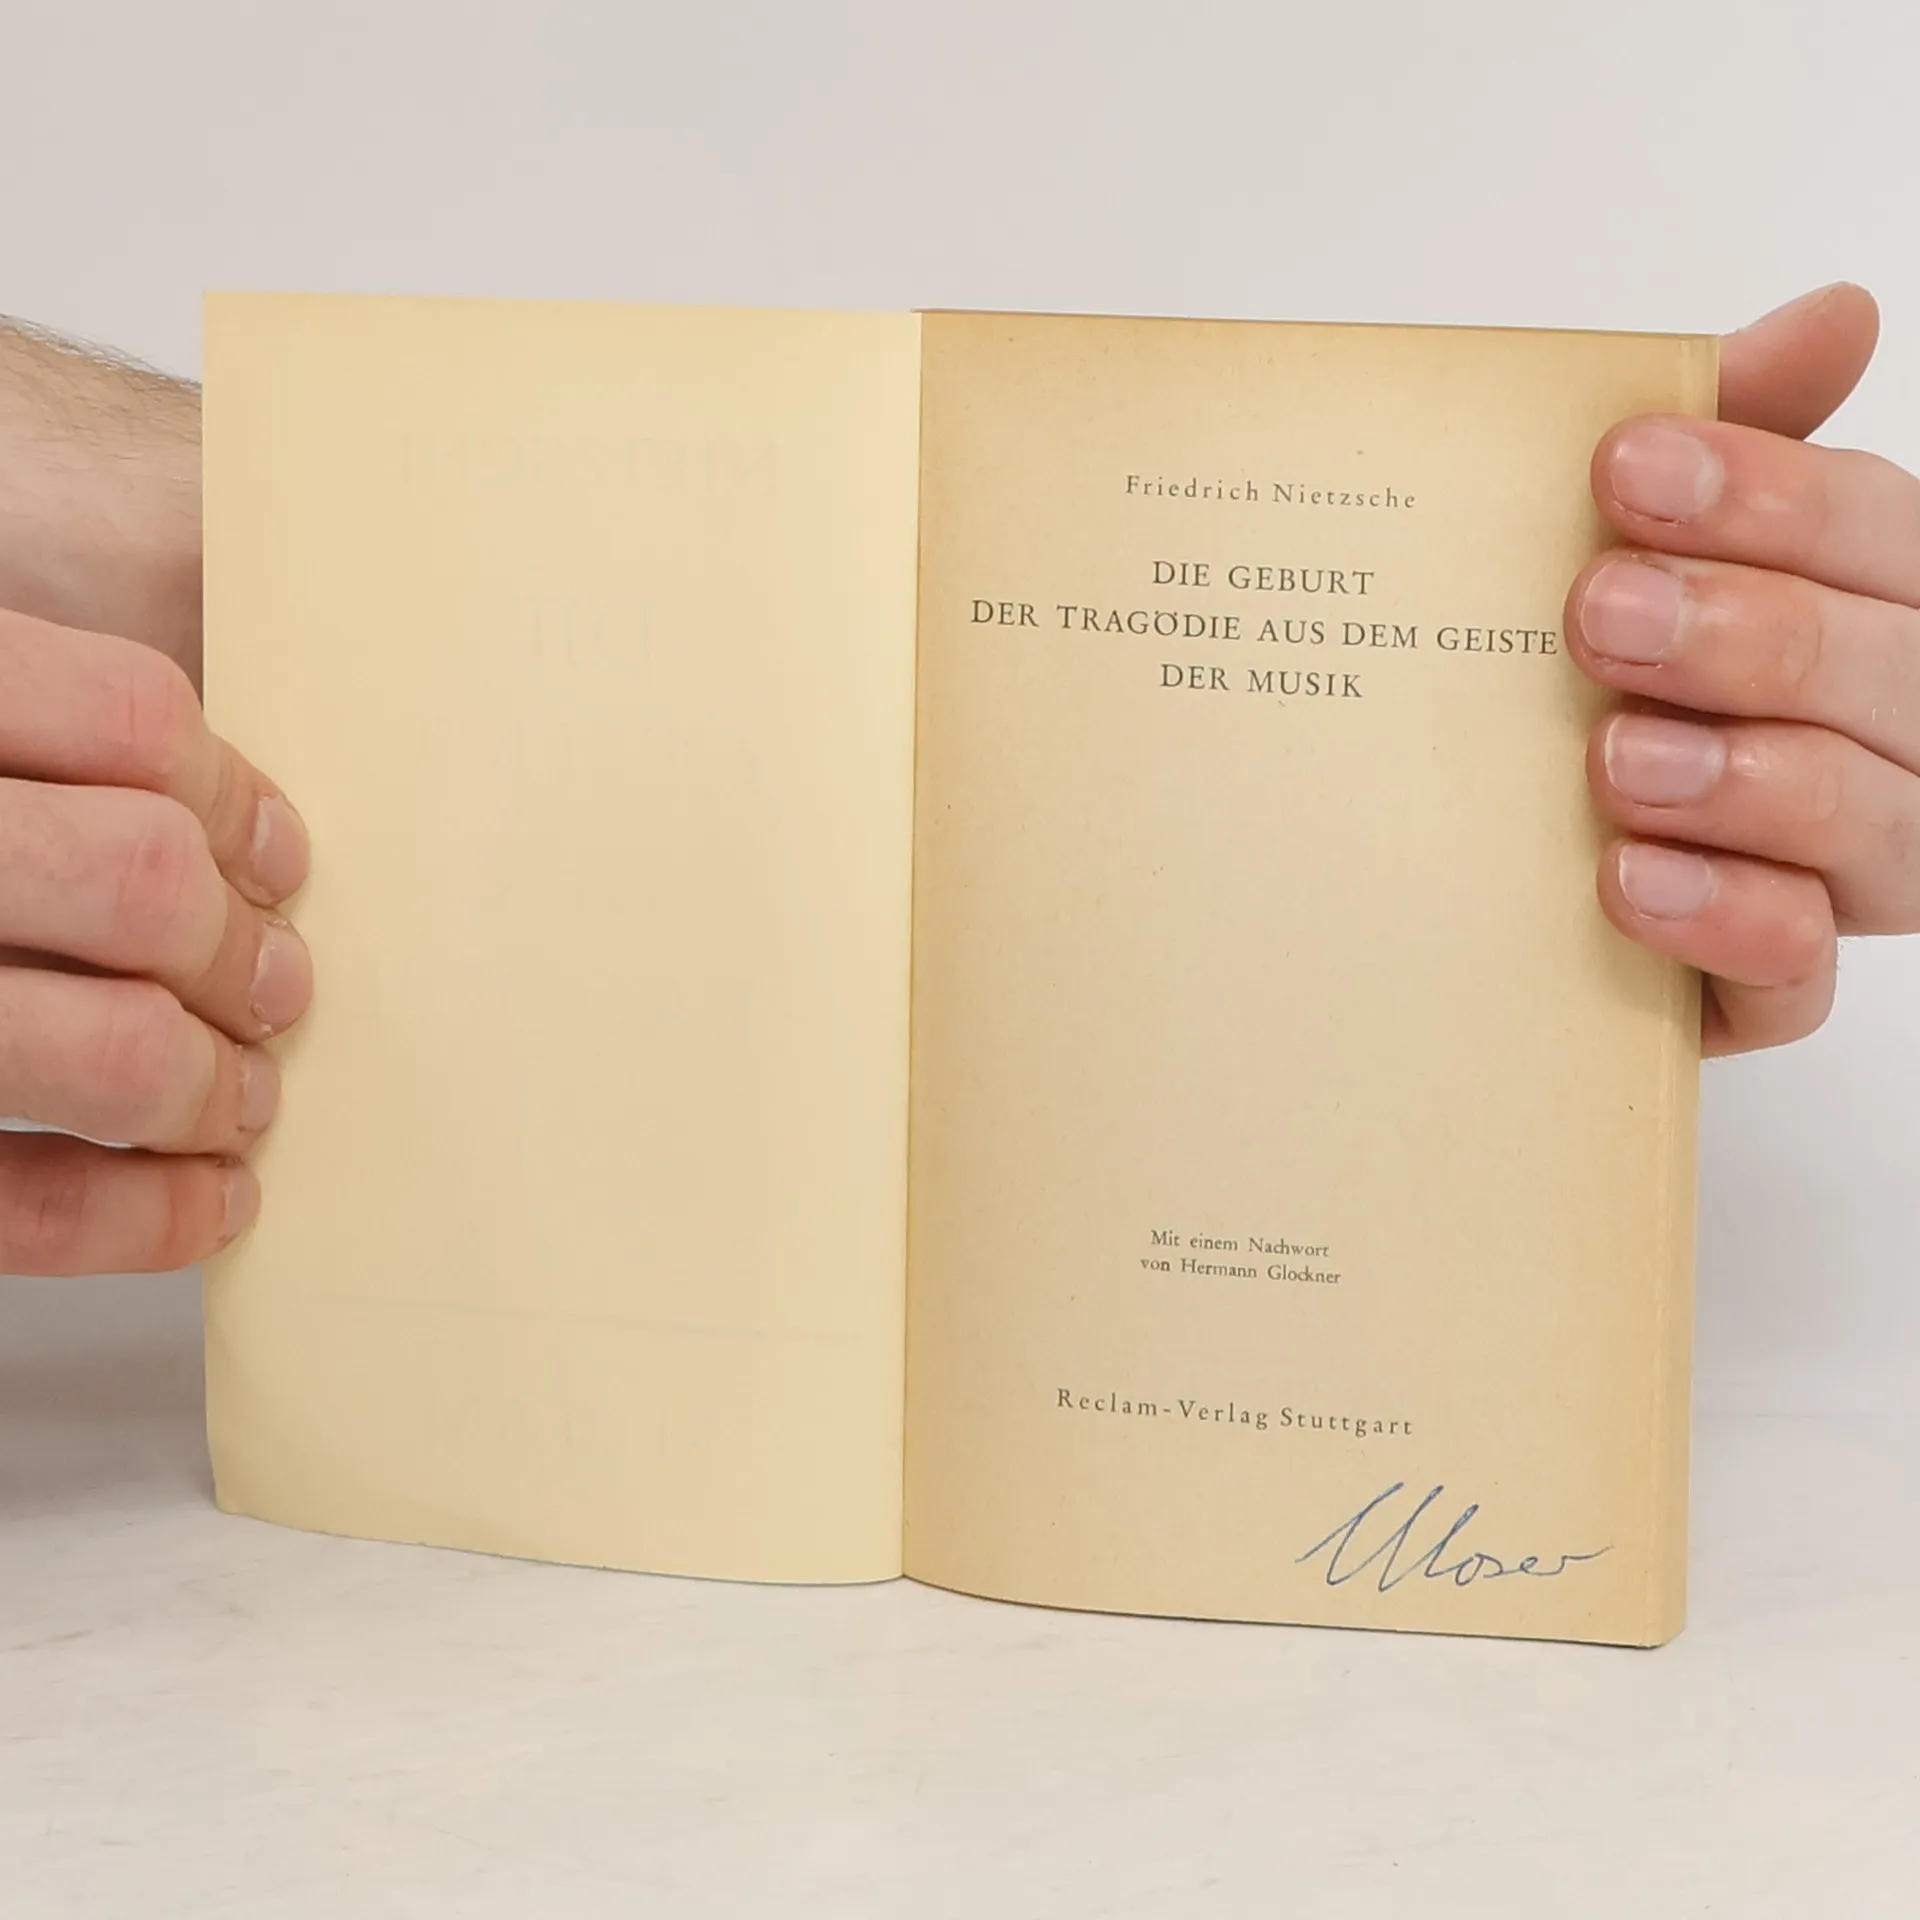 Friedrich Nietzsche
DIE GEBURT
DER TRAGÖDIE AUS DEM GEISTE
DER MUSIK
Mit einem Nachwort
von Hermann Glockner
Reclam-Verlag Stuttgart
Moser